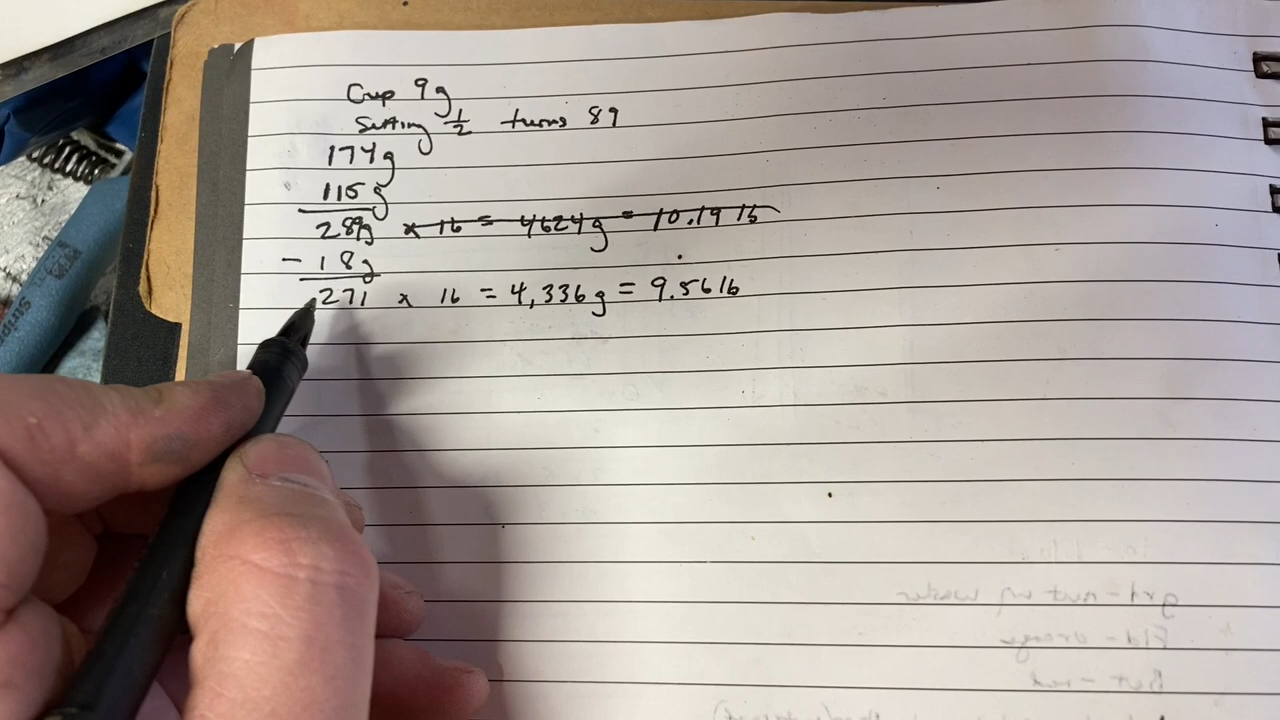 Cup 9g
Setting 1/2 turns 89
174g
115g
289g × 16 = 4624g = 10.19 lb
- 18g
271 × 16 = 4,336g = 9.56 lb